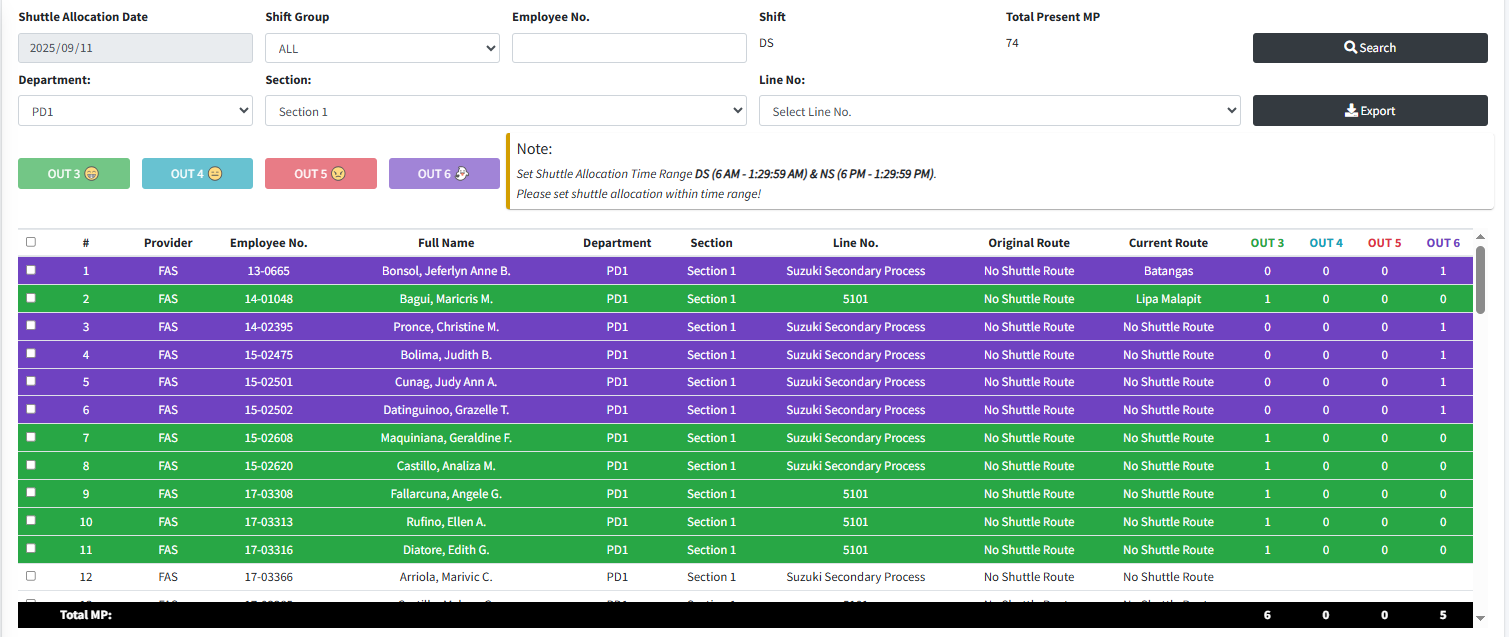 Shuttle Allocation Date Shift Group Employee No. Shift Total Present MP
2025/09/11 ALL DS 74 Search
Department: Section: Line No:
PD1 Section 1 Select Line No. Export
Note:
OUT 3 😁 OUT 4 😐 OUT 5 😠 OUT 6 👻
Set Shuttle Allocation Time Range DS (6 AM - 1:29:59 AM) & NS (6 PM - 1:29:59 PM).
Please set shuttle allocation within time range!
# Provider Employee No. Full Name Department Section Line No. Original Route Current Route OUT 3 OUT 4 OUT 5 OUT 6
1 FAS 13-0665 Bonsol, Jeferlyn Anne B. PD1 Section 1 Suzuki Secondary Process No Shuttle Route Batangas 0 0 0 1
2 FAS 14-01048 Bagui, Maricris M. PD1 Section 1 5101 No Shuttle Route Lipa Malapit 1 0 0 0
3 FAS 14-02395 Pronce, Christine M. PD1 Section 1 Suzuki Secondary Process No Shuttle Route No Shuttle Route 0 0 0 1
4 FAS 15-02475 Bolima, Judith B. PD1 Section 1 Suzuki Secondary Process No Shuttle Route No Shuttle Route 0 0 0 1
5 FAS 15-02501 Cunag, Judy Ann A. PD1 Section 1 Suzuki Secondary Process No Shuttle Route No Shuttle Route 0 0 0 1
6 FAS 15-02502 Datinguinoo, Grazelle T. PD1 Section 1 Suzuki Secondary Process No Shuttle Route No Shuttle Route 0 0 0 1
7 FAS 15-02608 Maquiniana, Geraldine F. PD1 Section 1 Suzuki Secondary Process No Shuttle Route No Shuttle Route 1 0 0 0
8 FAS 15-02620 Castillo, Analiza M. PD1 Section 1 Suzuki Secondary Process No Shuttle Route No Shuttle Route 1 0 0 0
9 FAS 17-03308 Fallarcuna, Angele G. PD1 Section 1 5101 No Shuttle Route No Shuttle Route 1 0 0 0
10 FAS 17-03313 Rufino, Ellen A. PD1 Section 1 5101 No Shuttle Route No Shuttle Route 1 0 0 0
11 FAS 17-03316 Diatore, Edith G. PD1 Section 1 5101 No Shuttle Route No Shuttle Route 1 0 0 0
12 FAS 17-03366 Arriola, Marivic C. PD1 Section 1 Suzuki Secondary Process No Shuttle Route No Shuttle Route
Total MP: 6 0 0 5